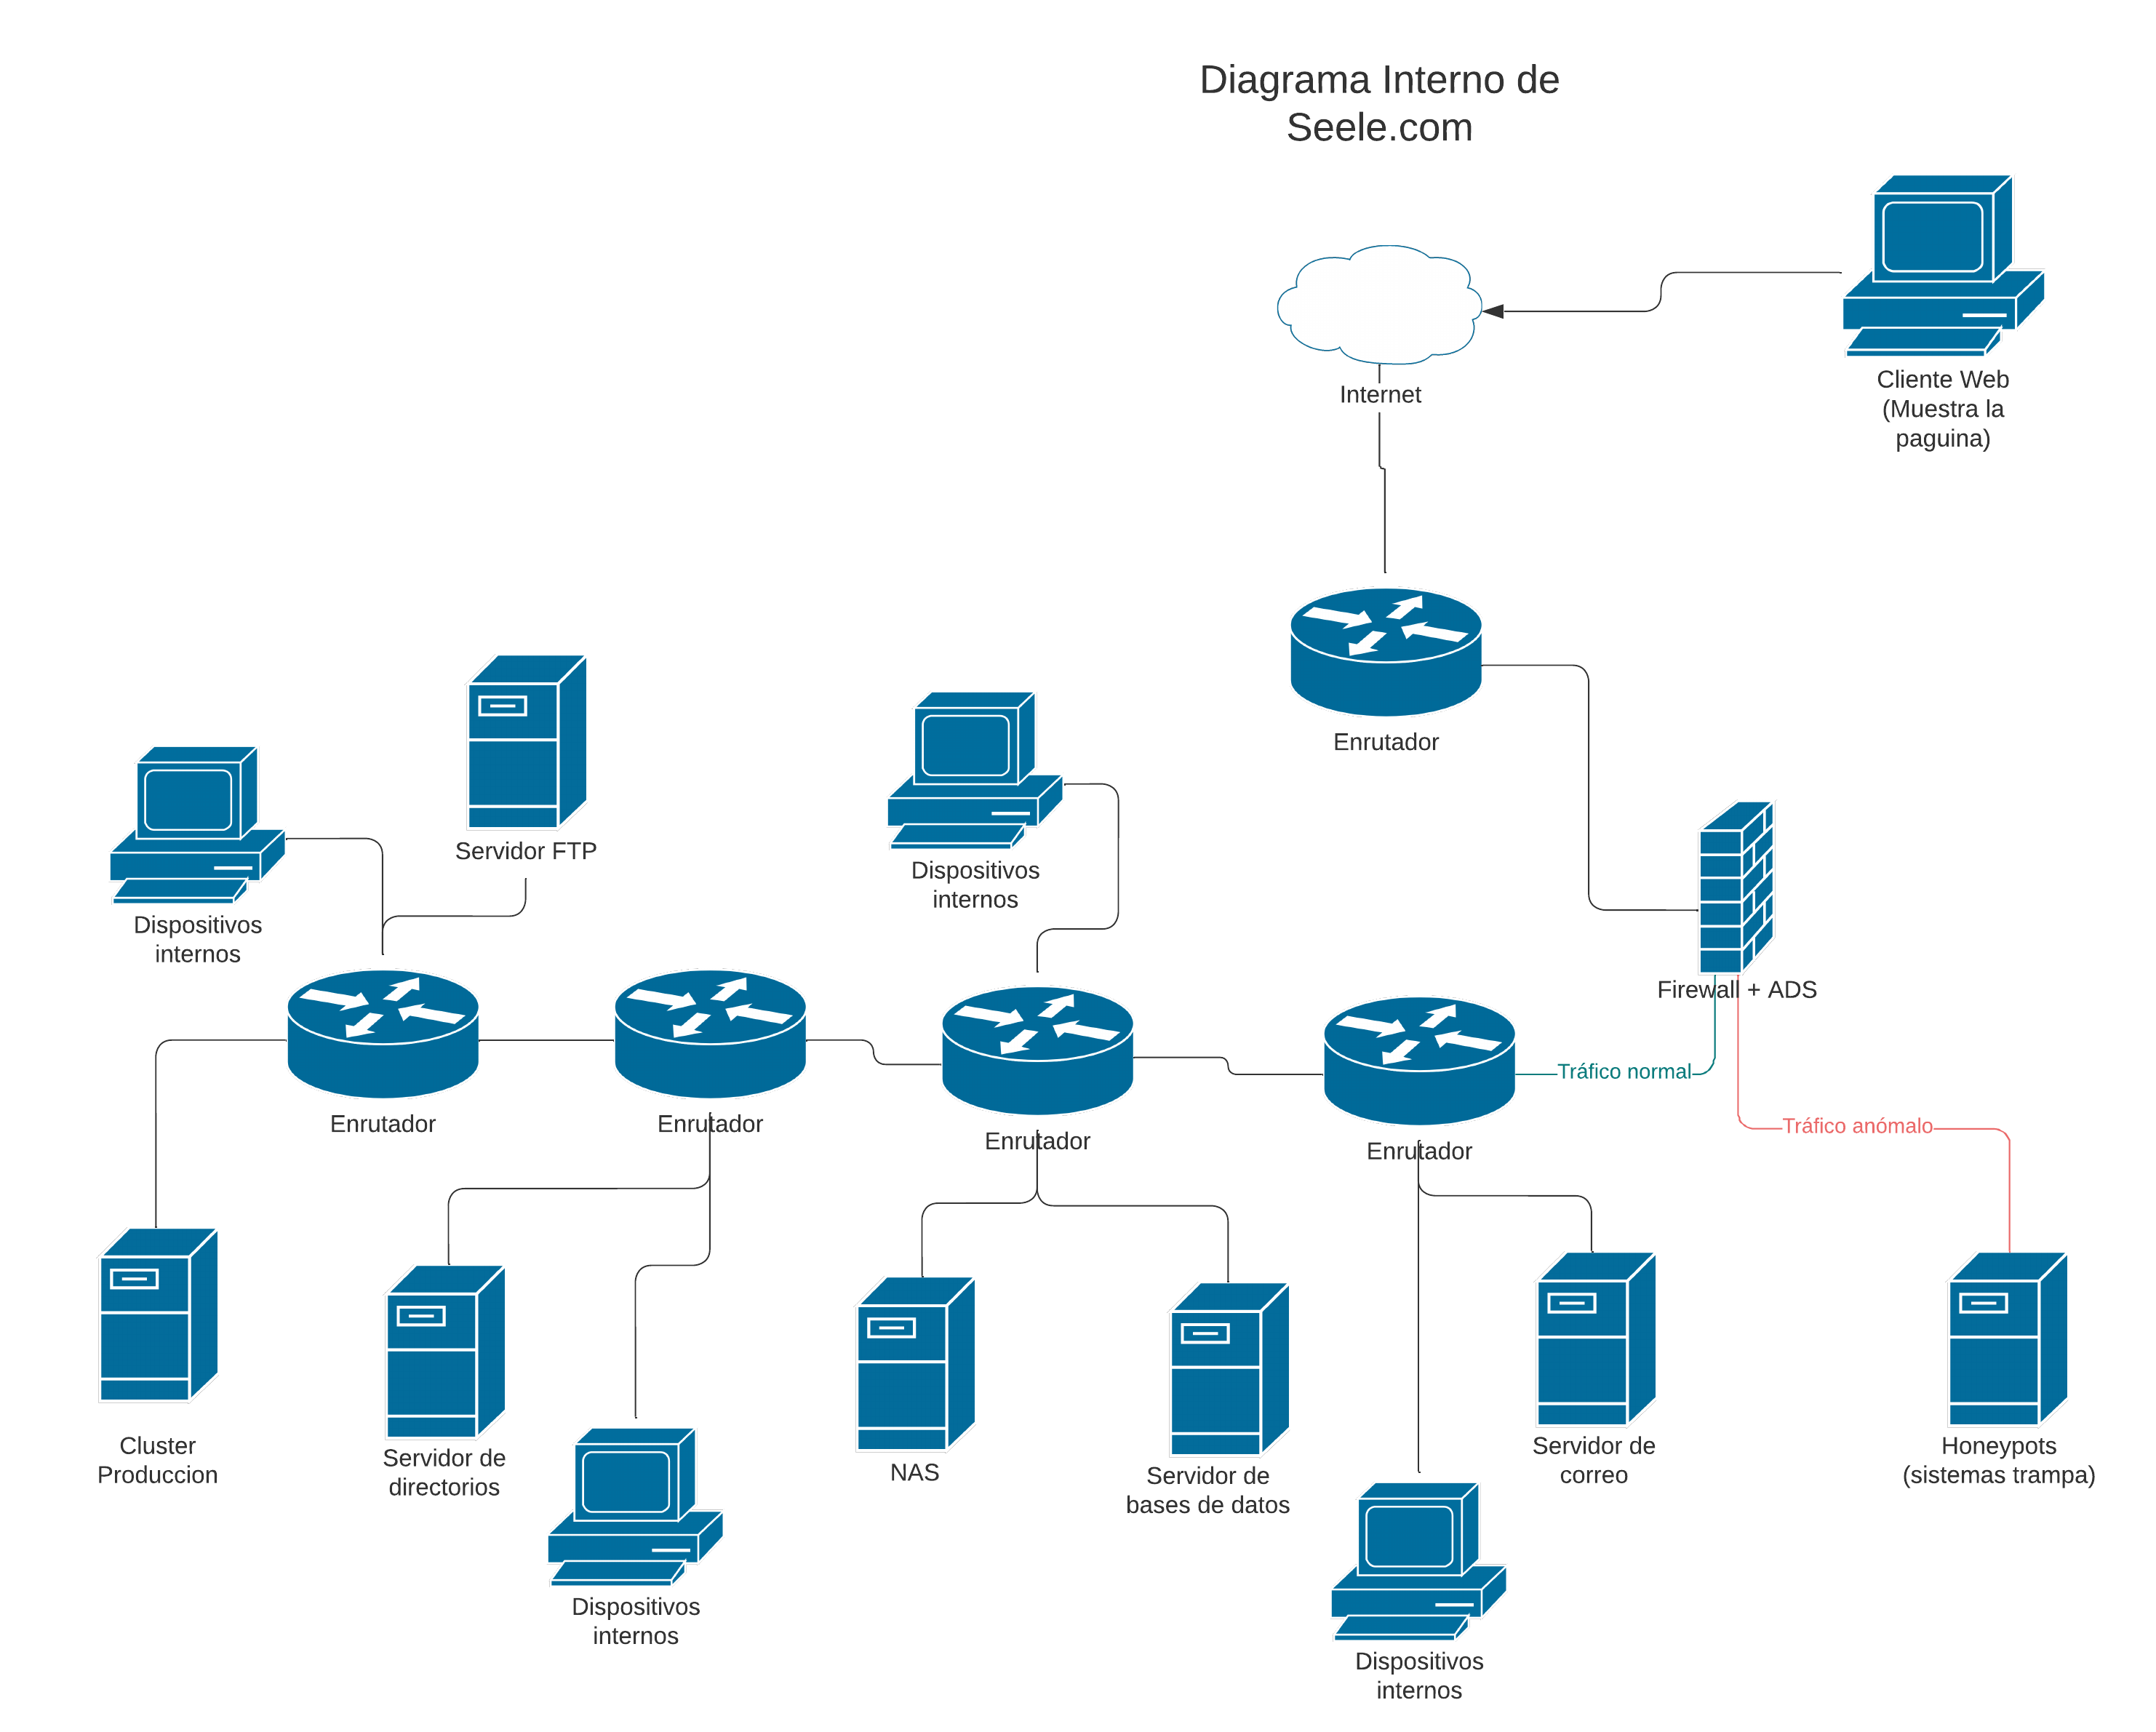 Diagrama Interno de
Seele.com
Cliente Web
(Muestra la
paguina)
Internet
Enrutador
Servidor FTP
Dispositivos
internos
Dispositivos
internos
Firewall + ADS
Tráfico normal
Tráfico anómalo
Enrutador
Enrutador
Enrutador
Enrutador
Cluster
Produccion
Servidor de
directorios
NAS
Servidor de
bases de datos
Servidor de
correo
Honeypots
(sistemas trampa)
Dispositivos
internos
Dispositivos
internos